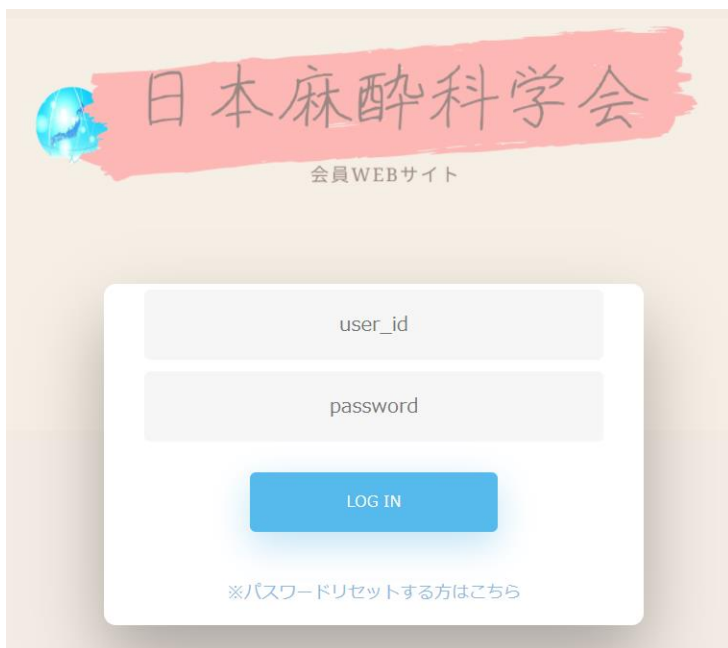 日本麻酔科学会
会員WEBサイト
user_id
password
LOG IN
※パスワードリセットする方はこちら